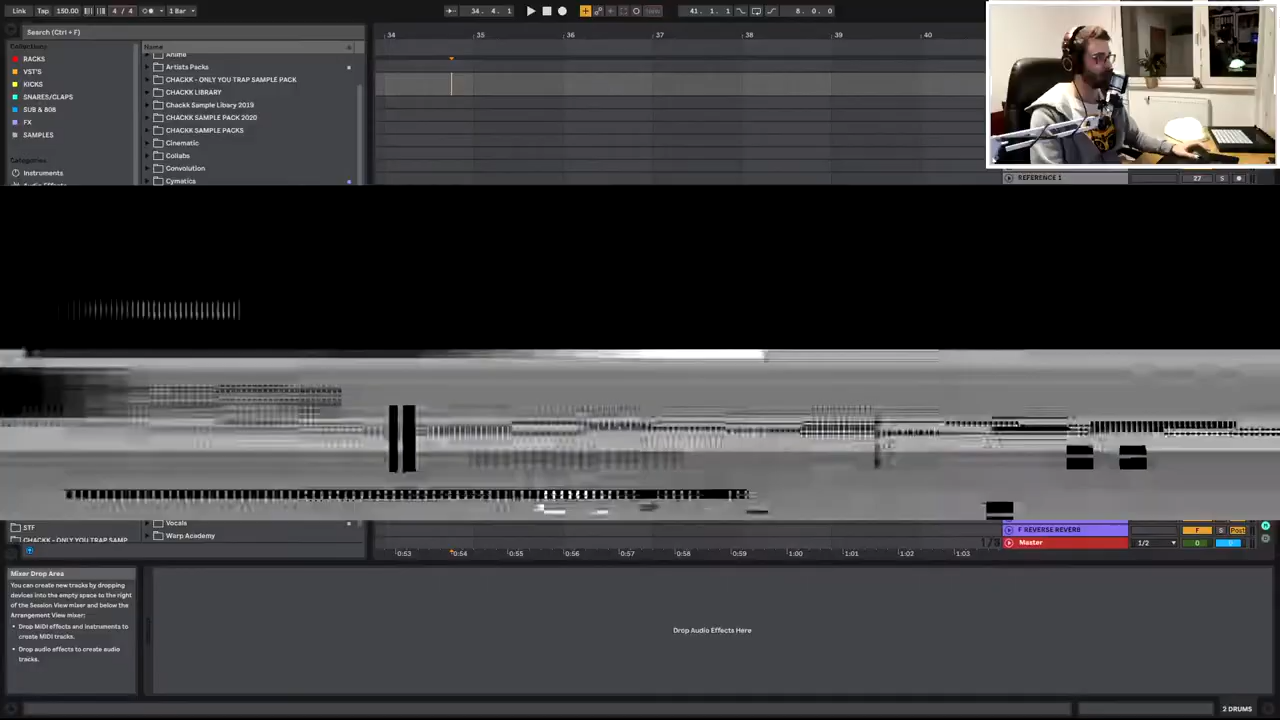 Link Tap 150.00 4 / 4 1 Bar 34. 4. 1 41. 1. 1 8. 0. 0
Search (Ctrl + F)
Collections
RACKS
VST'S
KICKS
SNARES/CLAPS
SUB & 808
FX
SAMPLES
Categories
Instruments
Audio Effects
Name
Anime
Artists Packs
CHACKK - ONLY YOU TRAP SAMPLE PACK
CHACKK LIBRARY
Chackk Sample Libary 2019
CHACKK SAMPLE PACK 2020
CHACKK SAMPLE PACKS
Cinematic
Collabs
Convolution
Cymatics
34 35 36 37 38 39 40
REFERENCE 1 27 S
STF
CHACKK - ONLY YOU TRAP SAMP
Vocals
Warp Academy
F REVERSE REVERB F S Post
Master 1/2 0 0
0:53 0:54 0:55 0:56 0:57 0:58 0:59 1:00 1:01 1:02 1:03
Mixer Drop Area
You can create new tracks by dropping
devices into the empty space to the right
of the Session View mixer and below the
Arrangement View mixer:
• Drop MIDI effects and instruments to
create MIDI tracks.
• Drop audio effects to create audio
tracks.
Drop Audio Effects Here
2 DRUMS